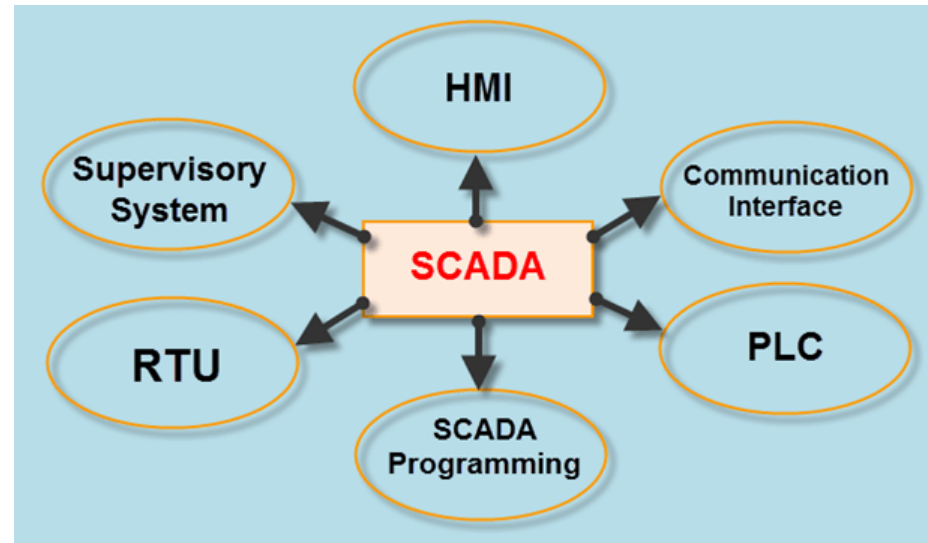 HMI
Supervisory
System
Communication
Interface
SCADA
RTU
PLC
SCADA
Programming